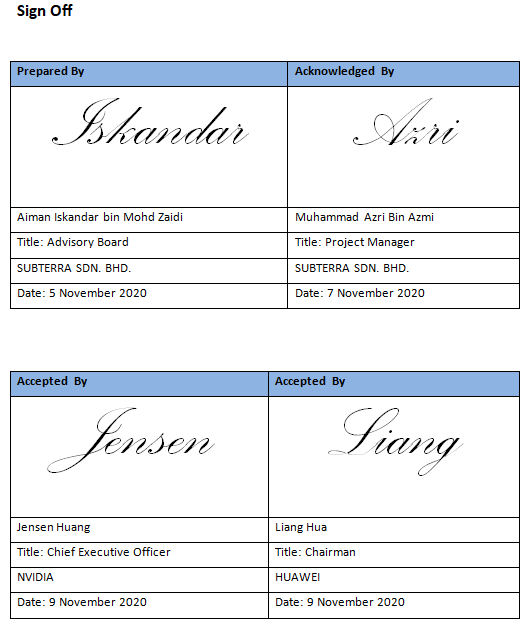 Sign Off
Prepared By
Acknowledged By
Iskandar
Azri
Aiman Iskandar bin Mohd Zaidi
Muhammad Azri Bin Azmi
Title: Advisory Board
Title: Project Manager
SUBTERRA SDN. BHD.
SUBTERRA SDN. BHD.
Date: 5 November 2020
Date: 7 November 2020
Accepted By
Accepted By
Jensen
Liang
Jensen Huang
Liang Hua
Title: Chief Executive Officer
Title: Chairman
NVIDIA
HUAWEI
Date: 9 November 2020
Date: 9 November 2020